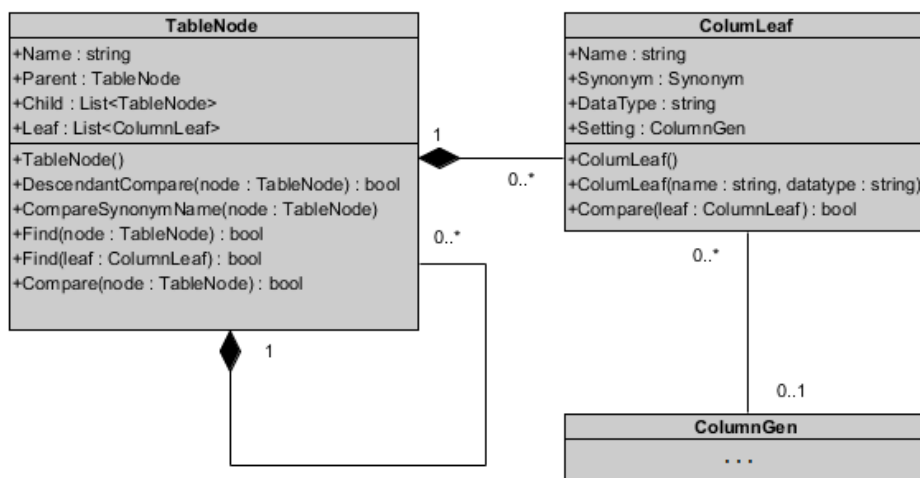 TableNode
+Name : string
+Parent : TableNode
+Child : List<TableNode>
+Leaf : List<ColumnLeaf>
+TableNode()
+DescendantCompare(node : TableNode) : bool
+CompareSynonymName(node : TableNode)
+Find(node : TableNode) : bool
+Find(leaf : ColumnLeaf) : bool
+Compare(node : TableNode) : bool
1
0..*
0..*
1
ColumLeaf
+Name : string
+Synonym : Synonym
+DataType : string
+Setting : ColumnGen
+ColumLeaf()
+ColumLeaf(name : string, datatype : string)
+Compare(leaf : ColumnLeaf) : bool
0..*
0..1
ColumnGen
...